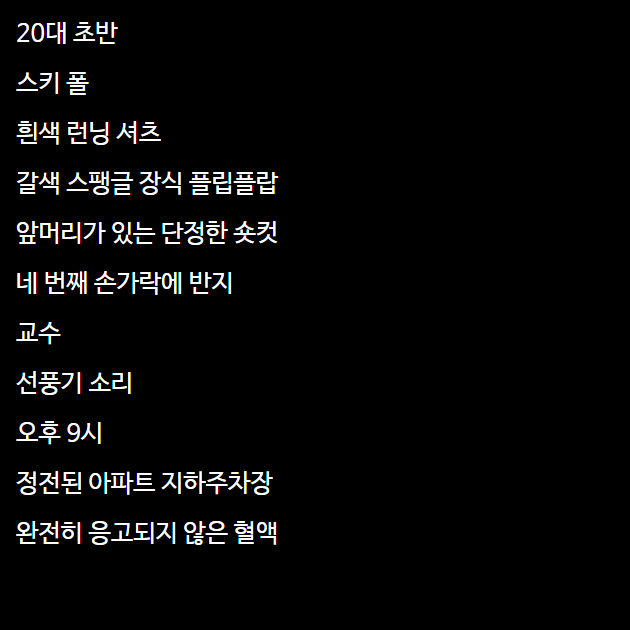 20대 초반
스키 폴
흰색 런닝 셔츠
갈색 스팽글 장식 플립플랍
앞머리가 있는 단정한 숏컷
네 번째 손가락에 반지
교수
선풍기 소리
오후 9시
정전된 아파트 지하주차장
완전히 응고되지 않은 혈액